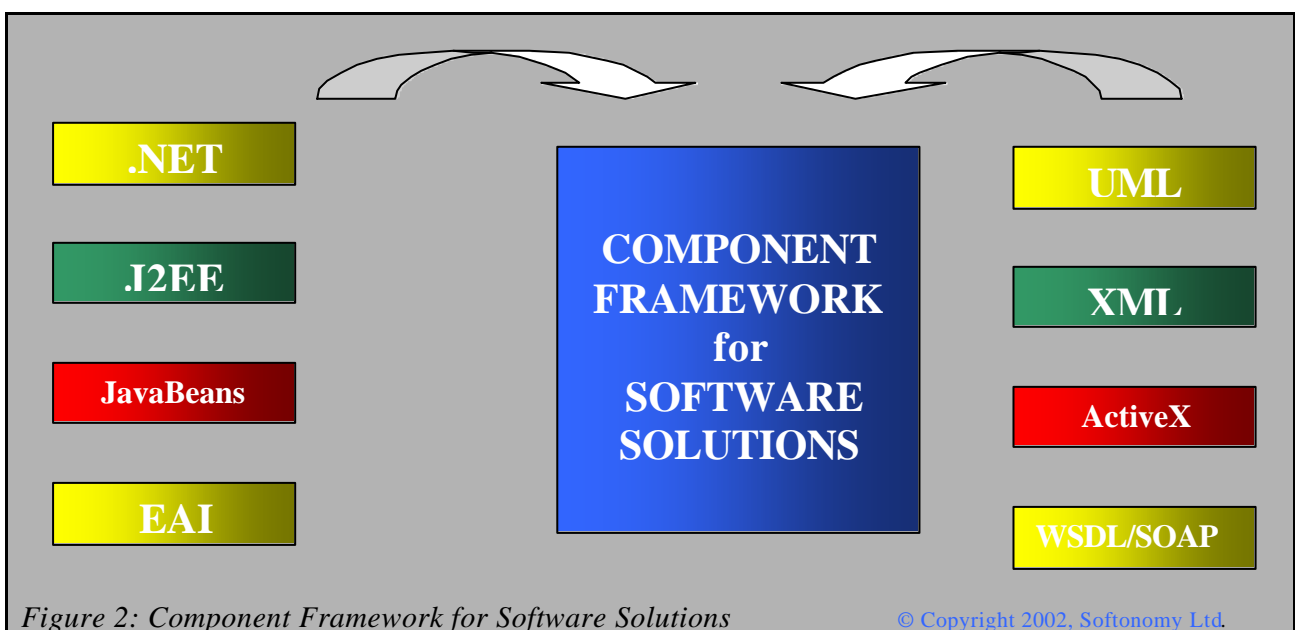 .NET
J2EE
JavaBeans
EAI
COMPONENT
FRAMEWORK
for
SOFTWARE
SOLUTIONS
UML
XML
ActiveX
WSDL/SOAP
Figure 2: Component Framework for Software Solutions
© Copyright 2002, Softonomy Ltd.